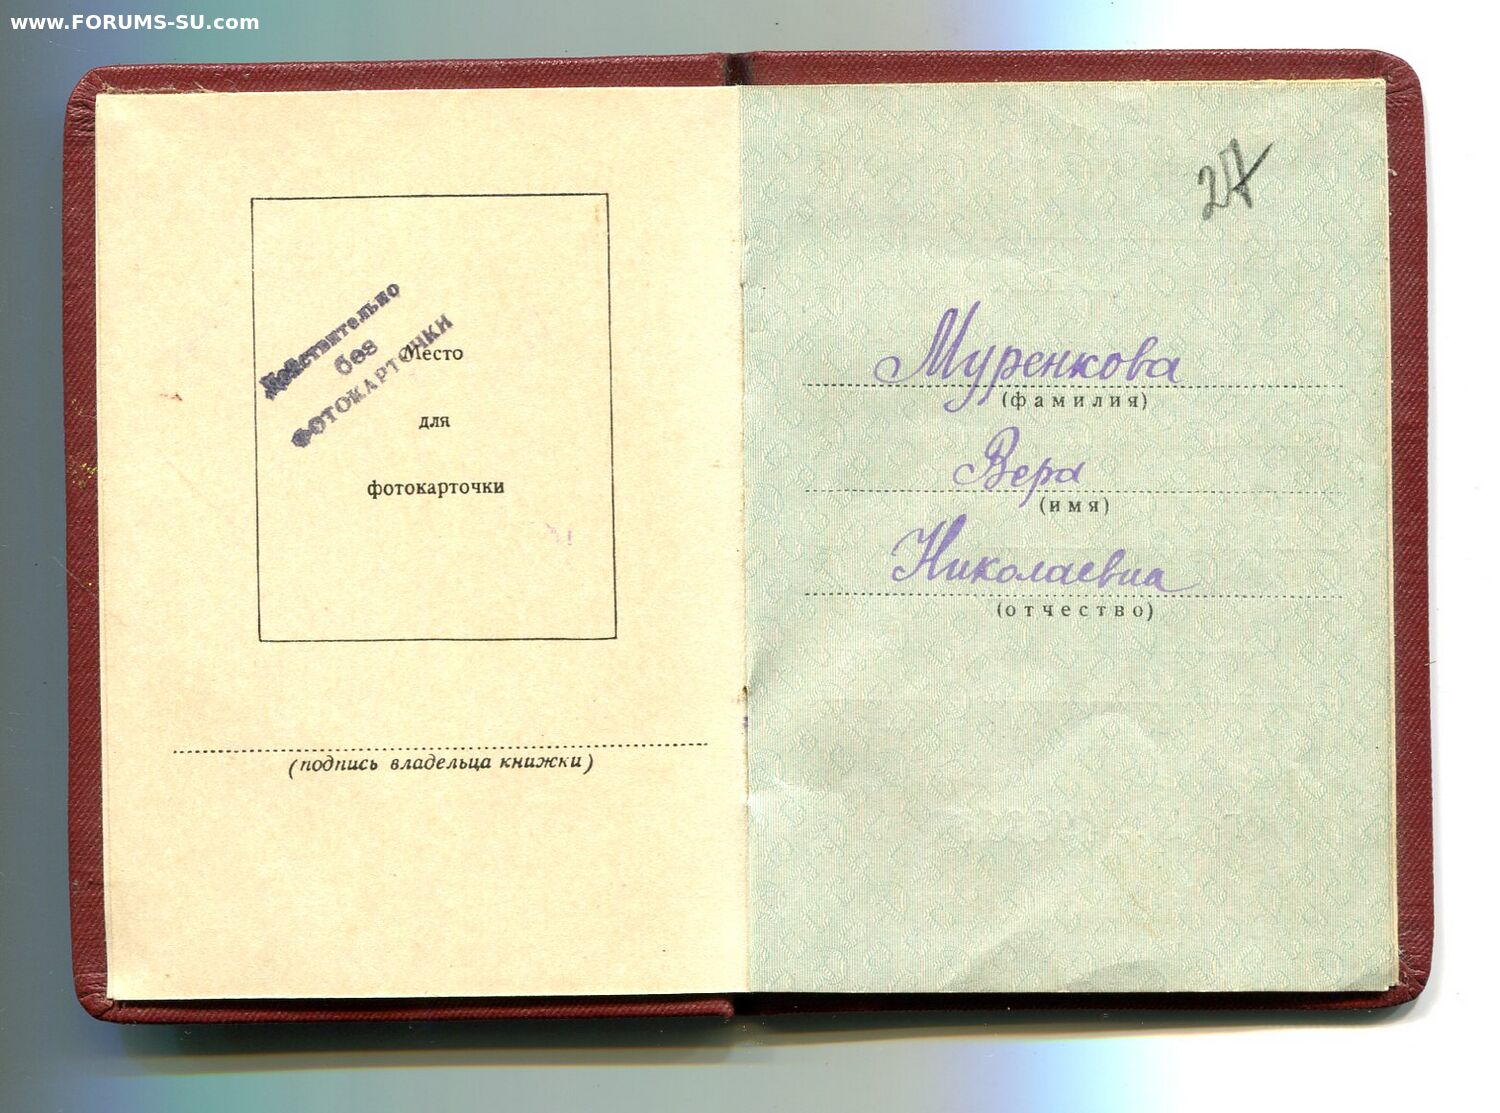 www.FORUMS-SU.com
Действительно
без
ФОТОКАРТОЧКИ
Место
для
фотокарточки
(подпись владельца книжки)
27
Муренкова
(фамилия)
Вера
(имя)
Николаевна
(отчество)